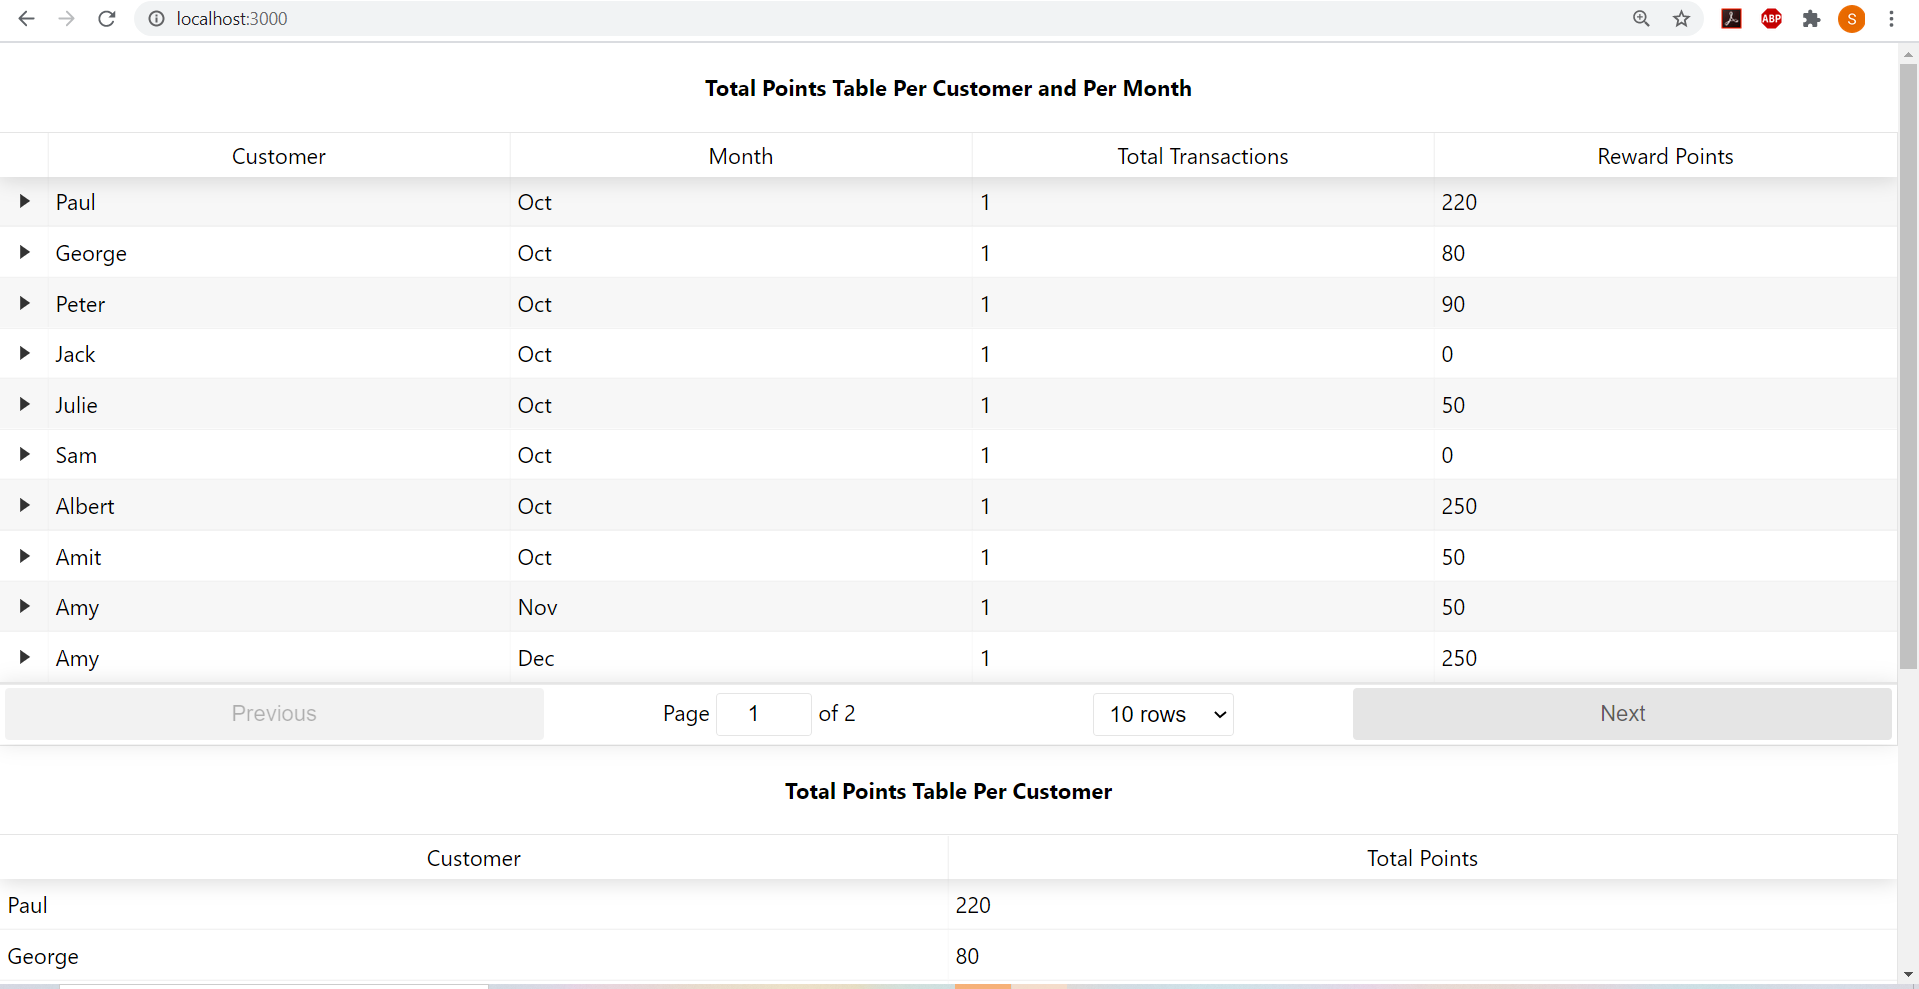 localhost:3000 ABP S
Total Points Table Per Customer and Per Month
Customer Month Total Transactions Reward Points
Paul Oct 1 220
George Oct 1 80
Peter Oct 1 90
Jack Oct 1 0
Julie Oct 1 50
Sam Oct 1 0
Albert Oct 1 250
Amit Oct 1 50
Amy Nov 1 50
Amy Dec 1 250
Previous Page 1 of 2 10 rows Next
Total Points Table Per Customer
Customer Total Points
Paul 220
George 80